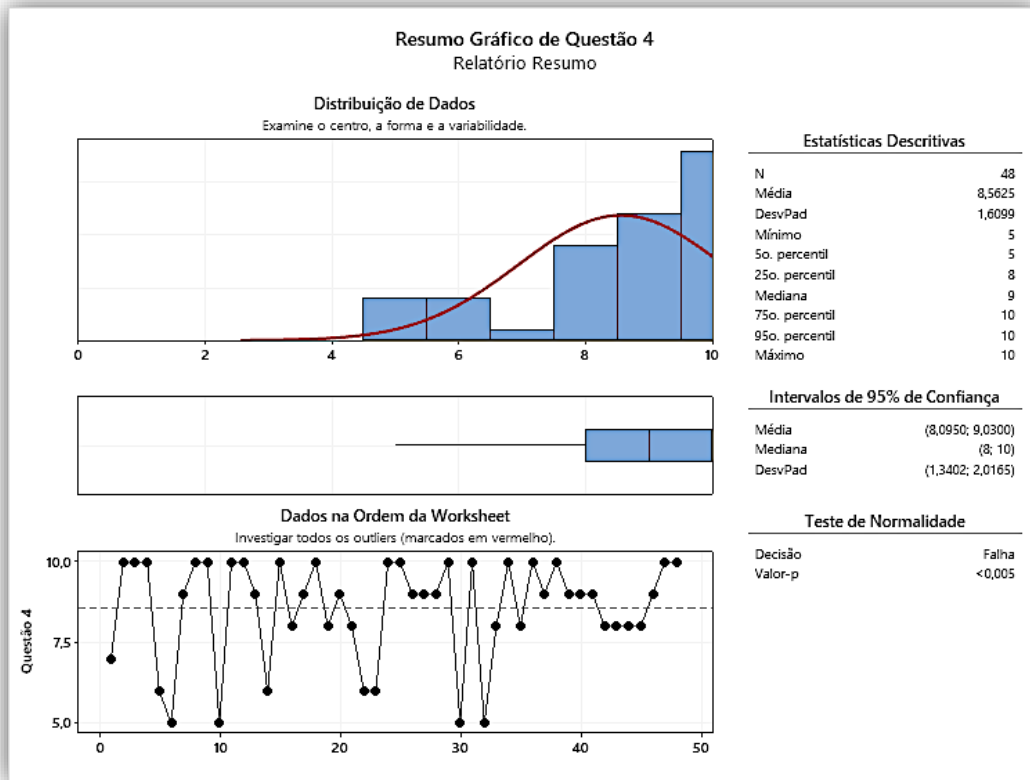 Resumo Gráfico de Questão 4
Relatório Resumo
Distribuição de Dados
Examine o centro, a forma e a variabilidade.
0 2 4 6 8 10
Estatísticas Descritivas
N 48
Média 8,5625
DesvPad 1,6099
Mínimo 5
5o. percentil 5
25o. percentil 8
Mediana 9
75o. percentil 10
95o. percentil 10
Máximo 10
Intervalos de 95% de Confiança
Média (8,0950; 9,0300)
Mediana (8; 10)
DesvPad (1,3402; 2,0165)
Dados na Ordem da Worksheet
Investigar todos os outliers (marcados em vermelho).
Questão 4
10,0
7,5
5,0
0 10 20 30 40 50
Teste de Normalidade
Decisão Falha
Valor-p <0,005